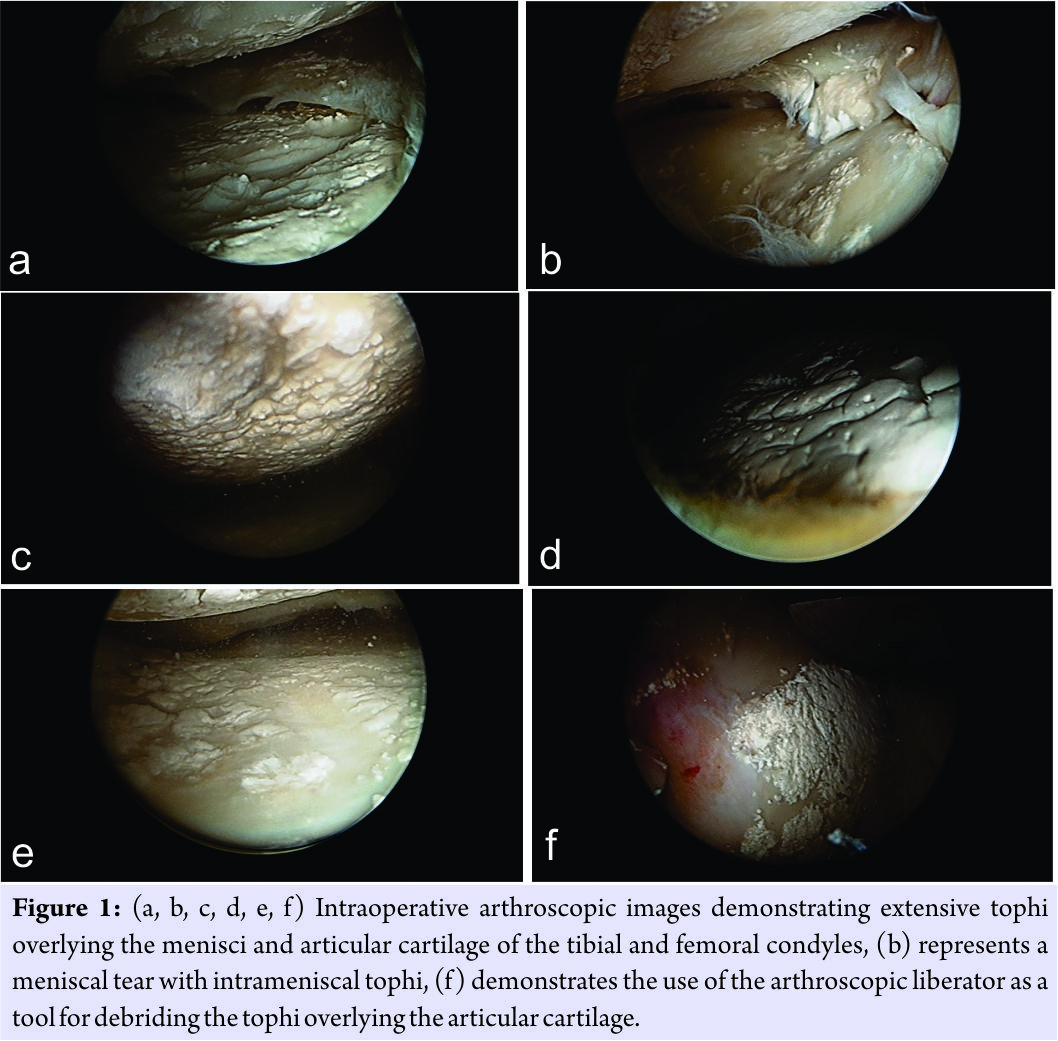 a
b
c
d
e
f
Figure 1: (a, b, c, d, e, f) Intraoperative arthroscopic images demonstrating extensive tophi
overlying the menisci and articular cartilage of the tibial and femoral condyles, (b) represents a
meniscal tear with intrameniscal tophi, (f) demonstrates the use of the arthroscopic liberator as a
tool for debriding the tophi overlying the articular cartilage.